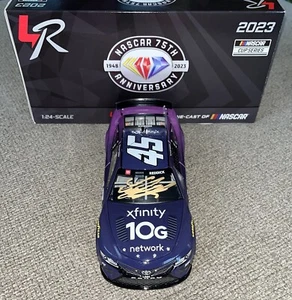 LR
NASCAR 75TH
1948 2023
ANNIVERSARY
2023
NASCAR
CUP SERIES
1:24-SCALE
DIE-CAST OF NASCAR
45
xfinity
10G
network